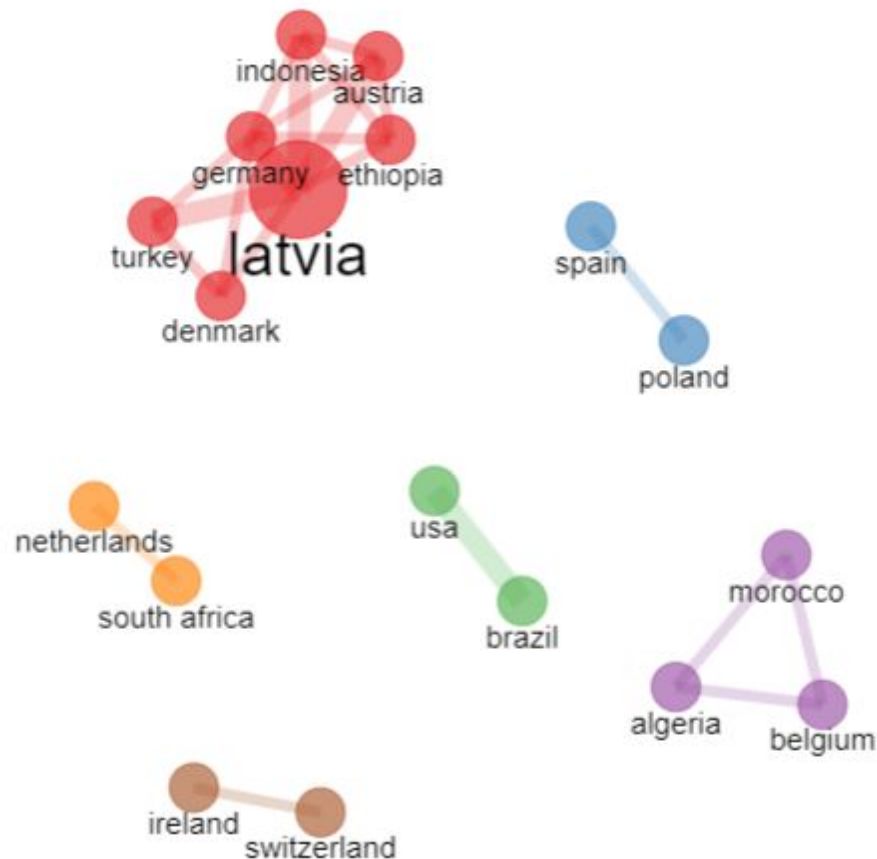 indonesia
austria
germany
ethiopia
turkey
latvia
spain
denmark
poland
usa
netherlands
morocco
south africa
brazil
algeria
belgium
ireland
switzerland